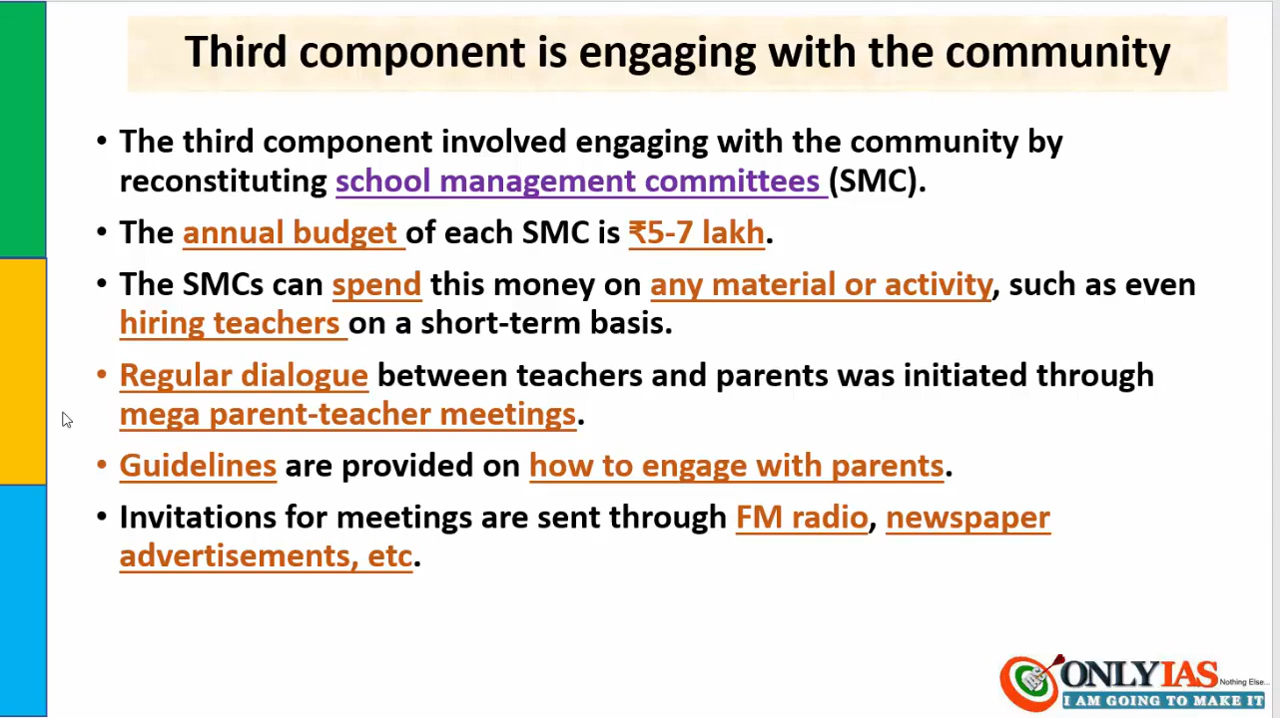 Third component is engaging with the community
• The third component involved engaging with the community by
reconstituting school management committees (SMC).
• The annual budget of each SMC is ₹5-7 lakh.
• The SMCs can spend this money on any material or activity, such as even
hiring teachers on a short-term basis.
• Regular dialogue between teachers and parents was initiated through
mega parent-teacher meetings.
• Guidelines are provided on how to engage with parents.
• Invitations for meetings are sent through FM radio, newspaper
advertisements, etc.
ONLYIAS
Nothing Else...
I AM GOING TO MAKE IT